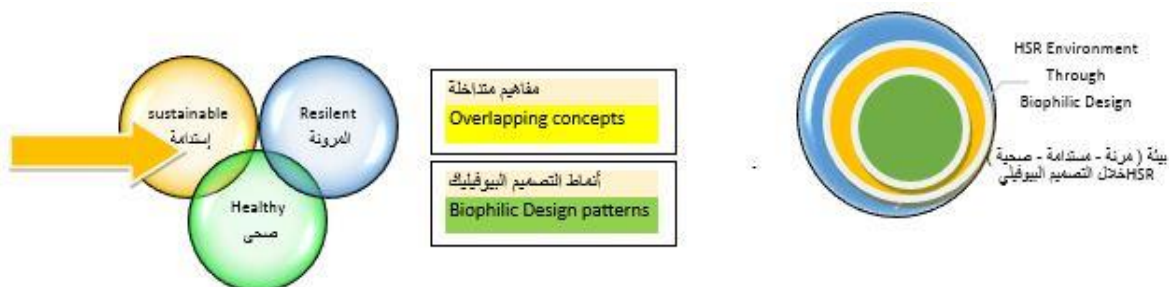 sustainable
إستدامة
Resilent
المرونة
Healthy
صحى
مفاهيم متداخلة
Overlapping concepts
أنماط التصميم البيوفيليك
Biophilic Design patterns
HSR Environment
Through
Biophilic Design
بيئة ( مرنة - مستدامة - صحية )
HSRخلال التصميم البيوفيلي